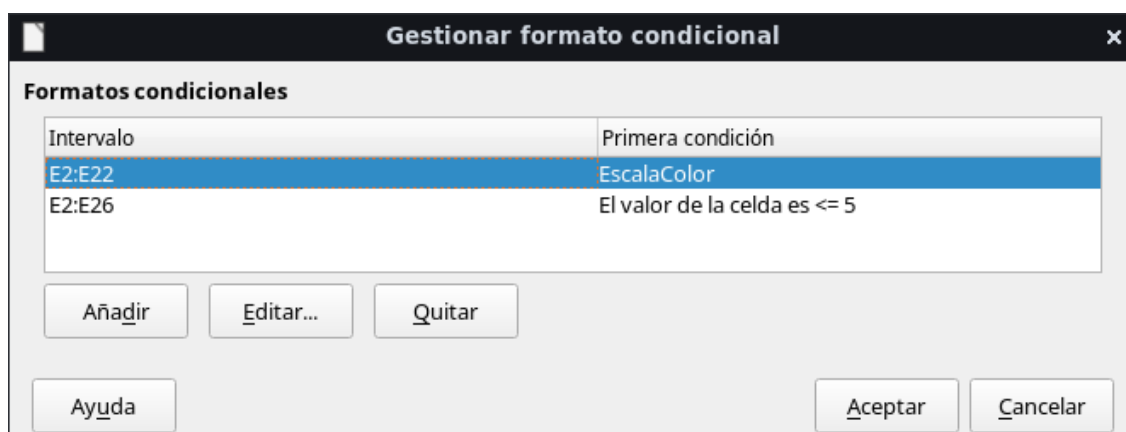 Gestionar formato condicional
Formatos condicionales
Intervalo Primera condición
E2:E22 EscalaColor
E2:E26 El valor de la celda es <= 5
Añadir Editar... Quitar
Ayuda Aceptar Cancelar